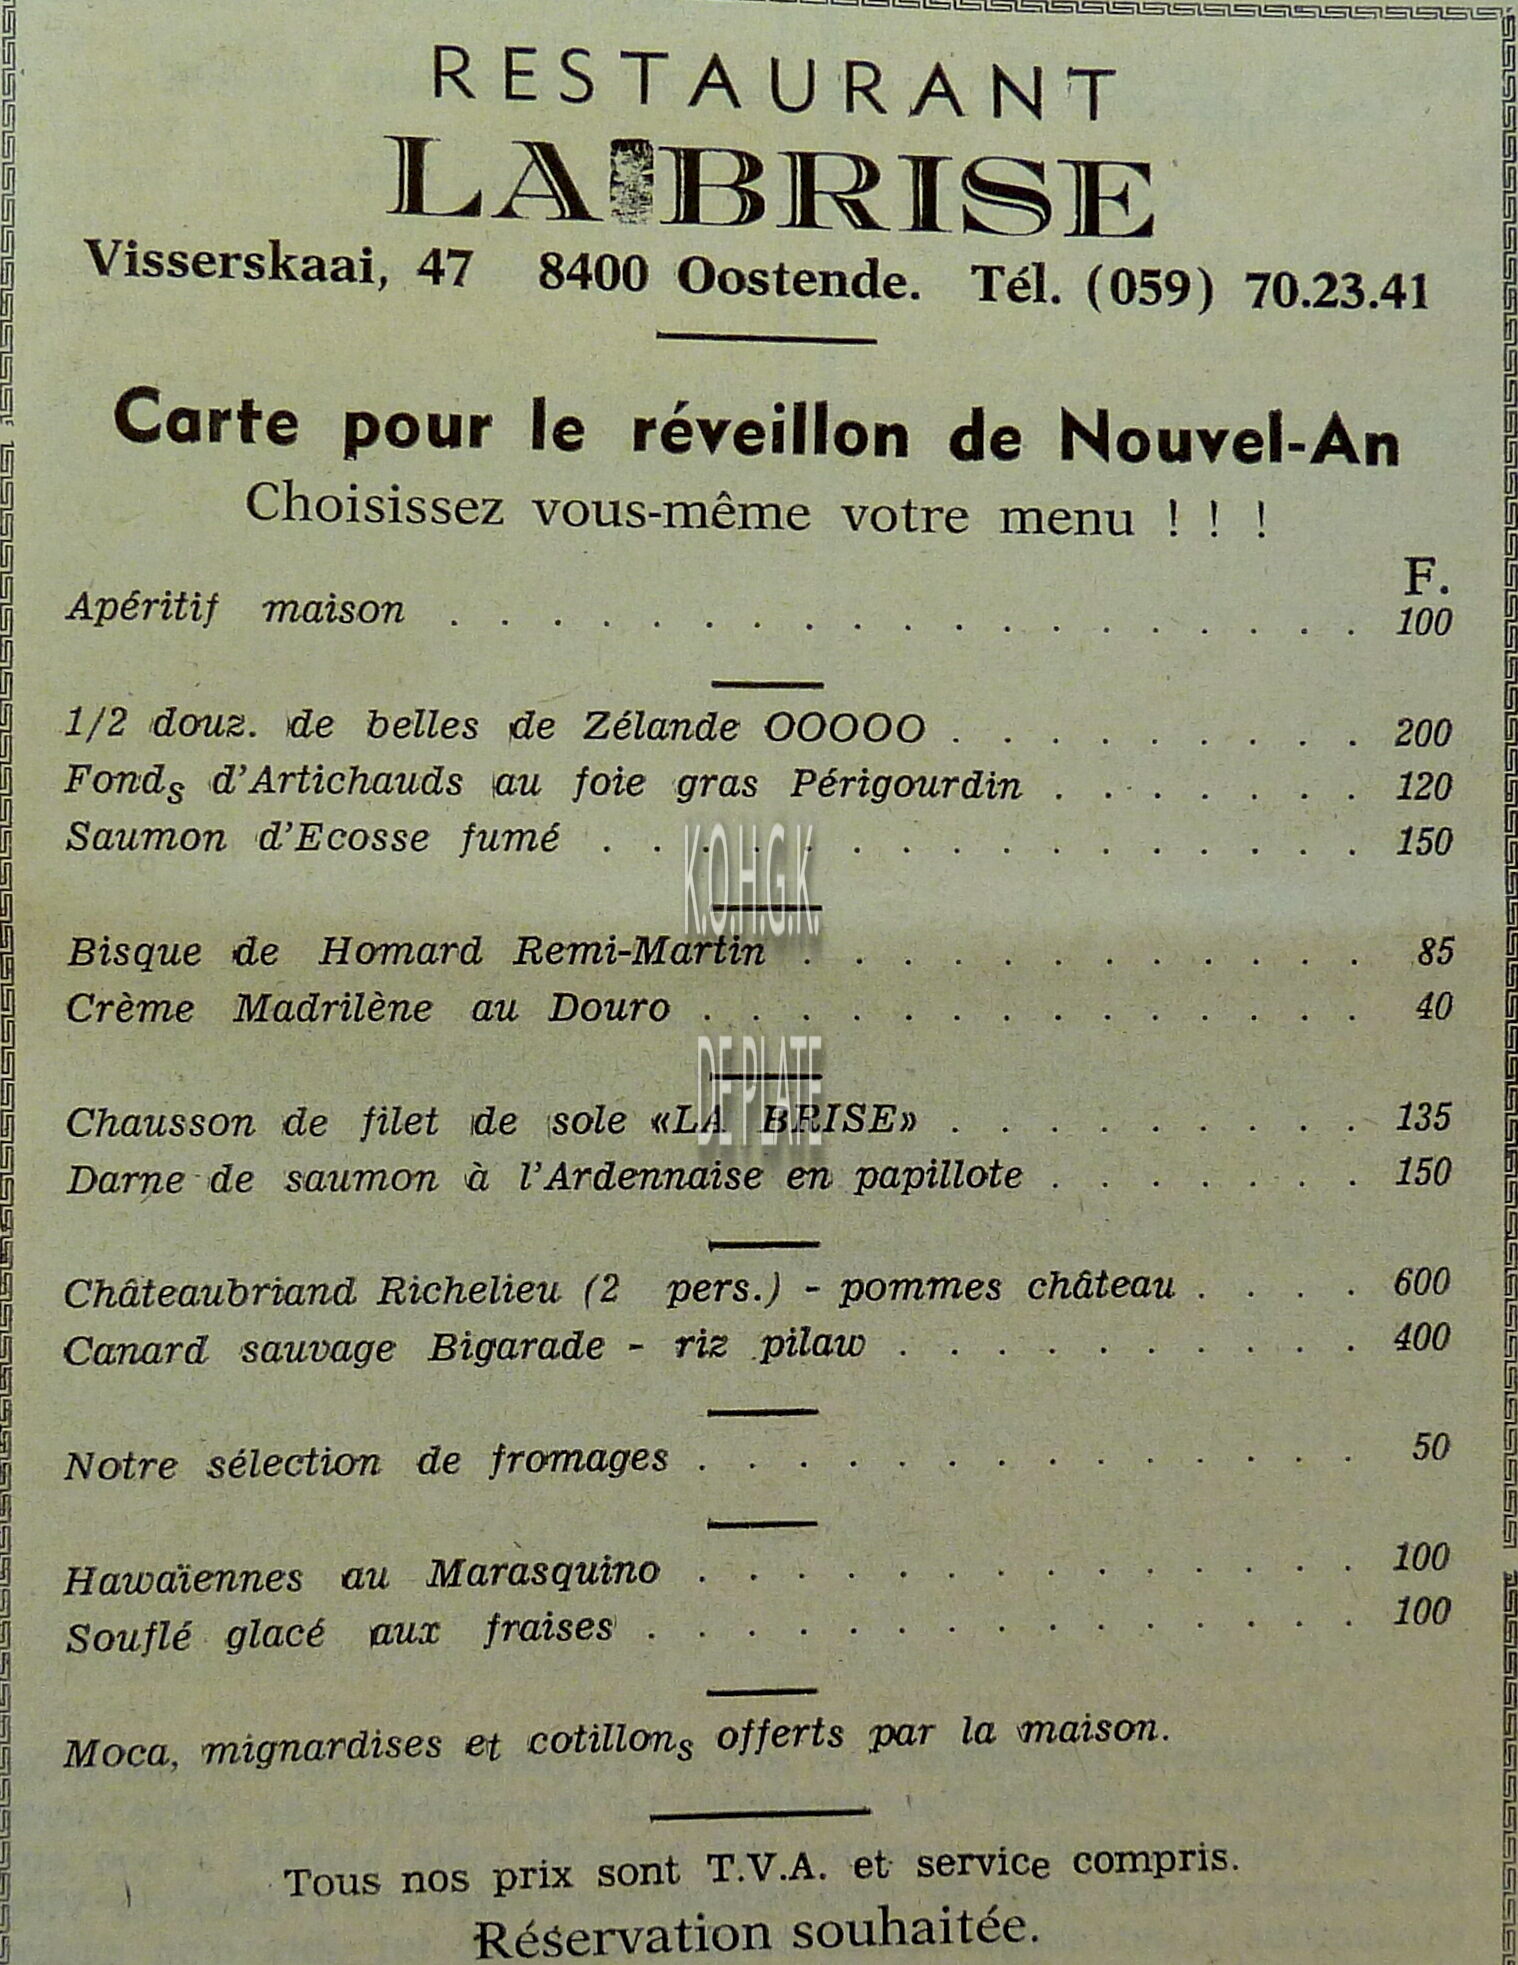 RESTAURANT
LA BRISE
Visserskaai, 47 8400 Oostende. Tél. (059) 70.23.41
Carte pour le réveillon de Nouvel-An
Choisissez vous-même votre menu ! ! !
F.
Apéritif maison . . . . . . . . . . . . . . . . . . . 100
1/2 douz. de belles de Zélande OOOOO . . . . . . . . . 200
Fonds d'Artichauds au foie gras Périgourdin . . . . . . . 120
Saumon d'Ecosse fumé . . . . . . . . . . . . . . . . 150
K.O.H.G.K.
Bisque de Homard Remi-Martin . . . . . . . . . . . . 85
Crème Madrilène au Douro . . . . . . . . . . . . . . 40
DE PLATE
Chausson de filet de sole «LA BRISE» . . . . . . . . . 135
Darne de saumon à l'Ardennaise en papillote . . . . . . . 150
Châteaubriand Richelieu (2 pers.) - pommes château . . . . 600
Canard sauvage Bigarade - riz pilaw . . . . . . . . . . 400
Notre sélection de fromages . . . . . . . . . . . . . . 50
Hawaïennes au Marasquino . . . . . . . . . . . . . . 100
Souflé glacé aux fraises . . . . . . . . . . . . . . . 100
Moca, mignardises et cotillons offerts par la maison.
Tous nos prix sont T.V.A. et service compris.
Réservation souhaitée.